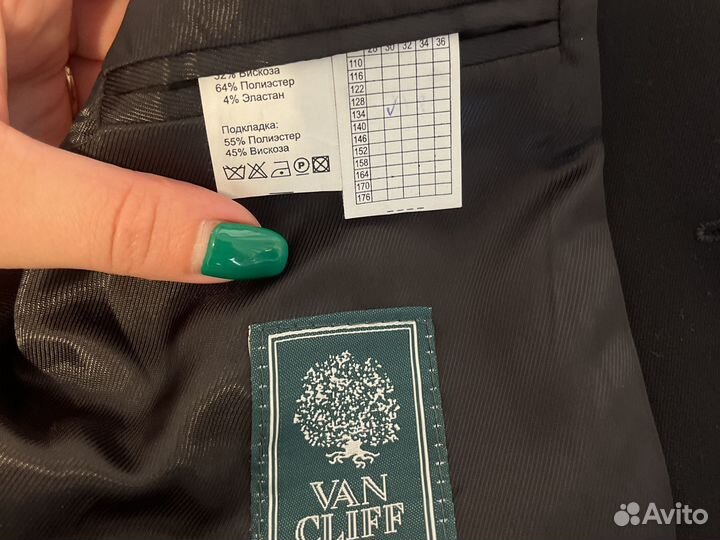 32% Вискоза
64% Полиэстер
4% Эластан
Подкладка:
55% Полиэстер
45% Вискоза
P
28 30 32 34 36
110
116
122
128
134
140
146
152
158
164
170
176
VAN
CLIFF
Avito